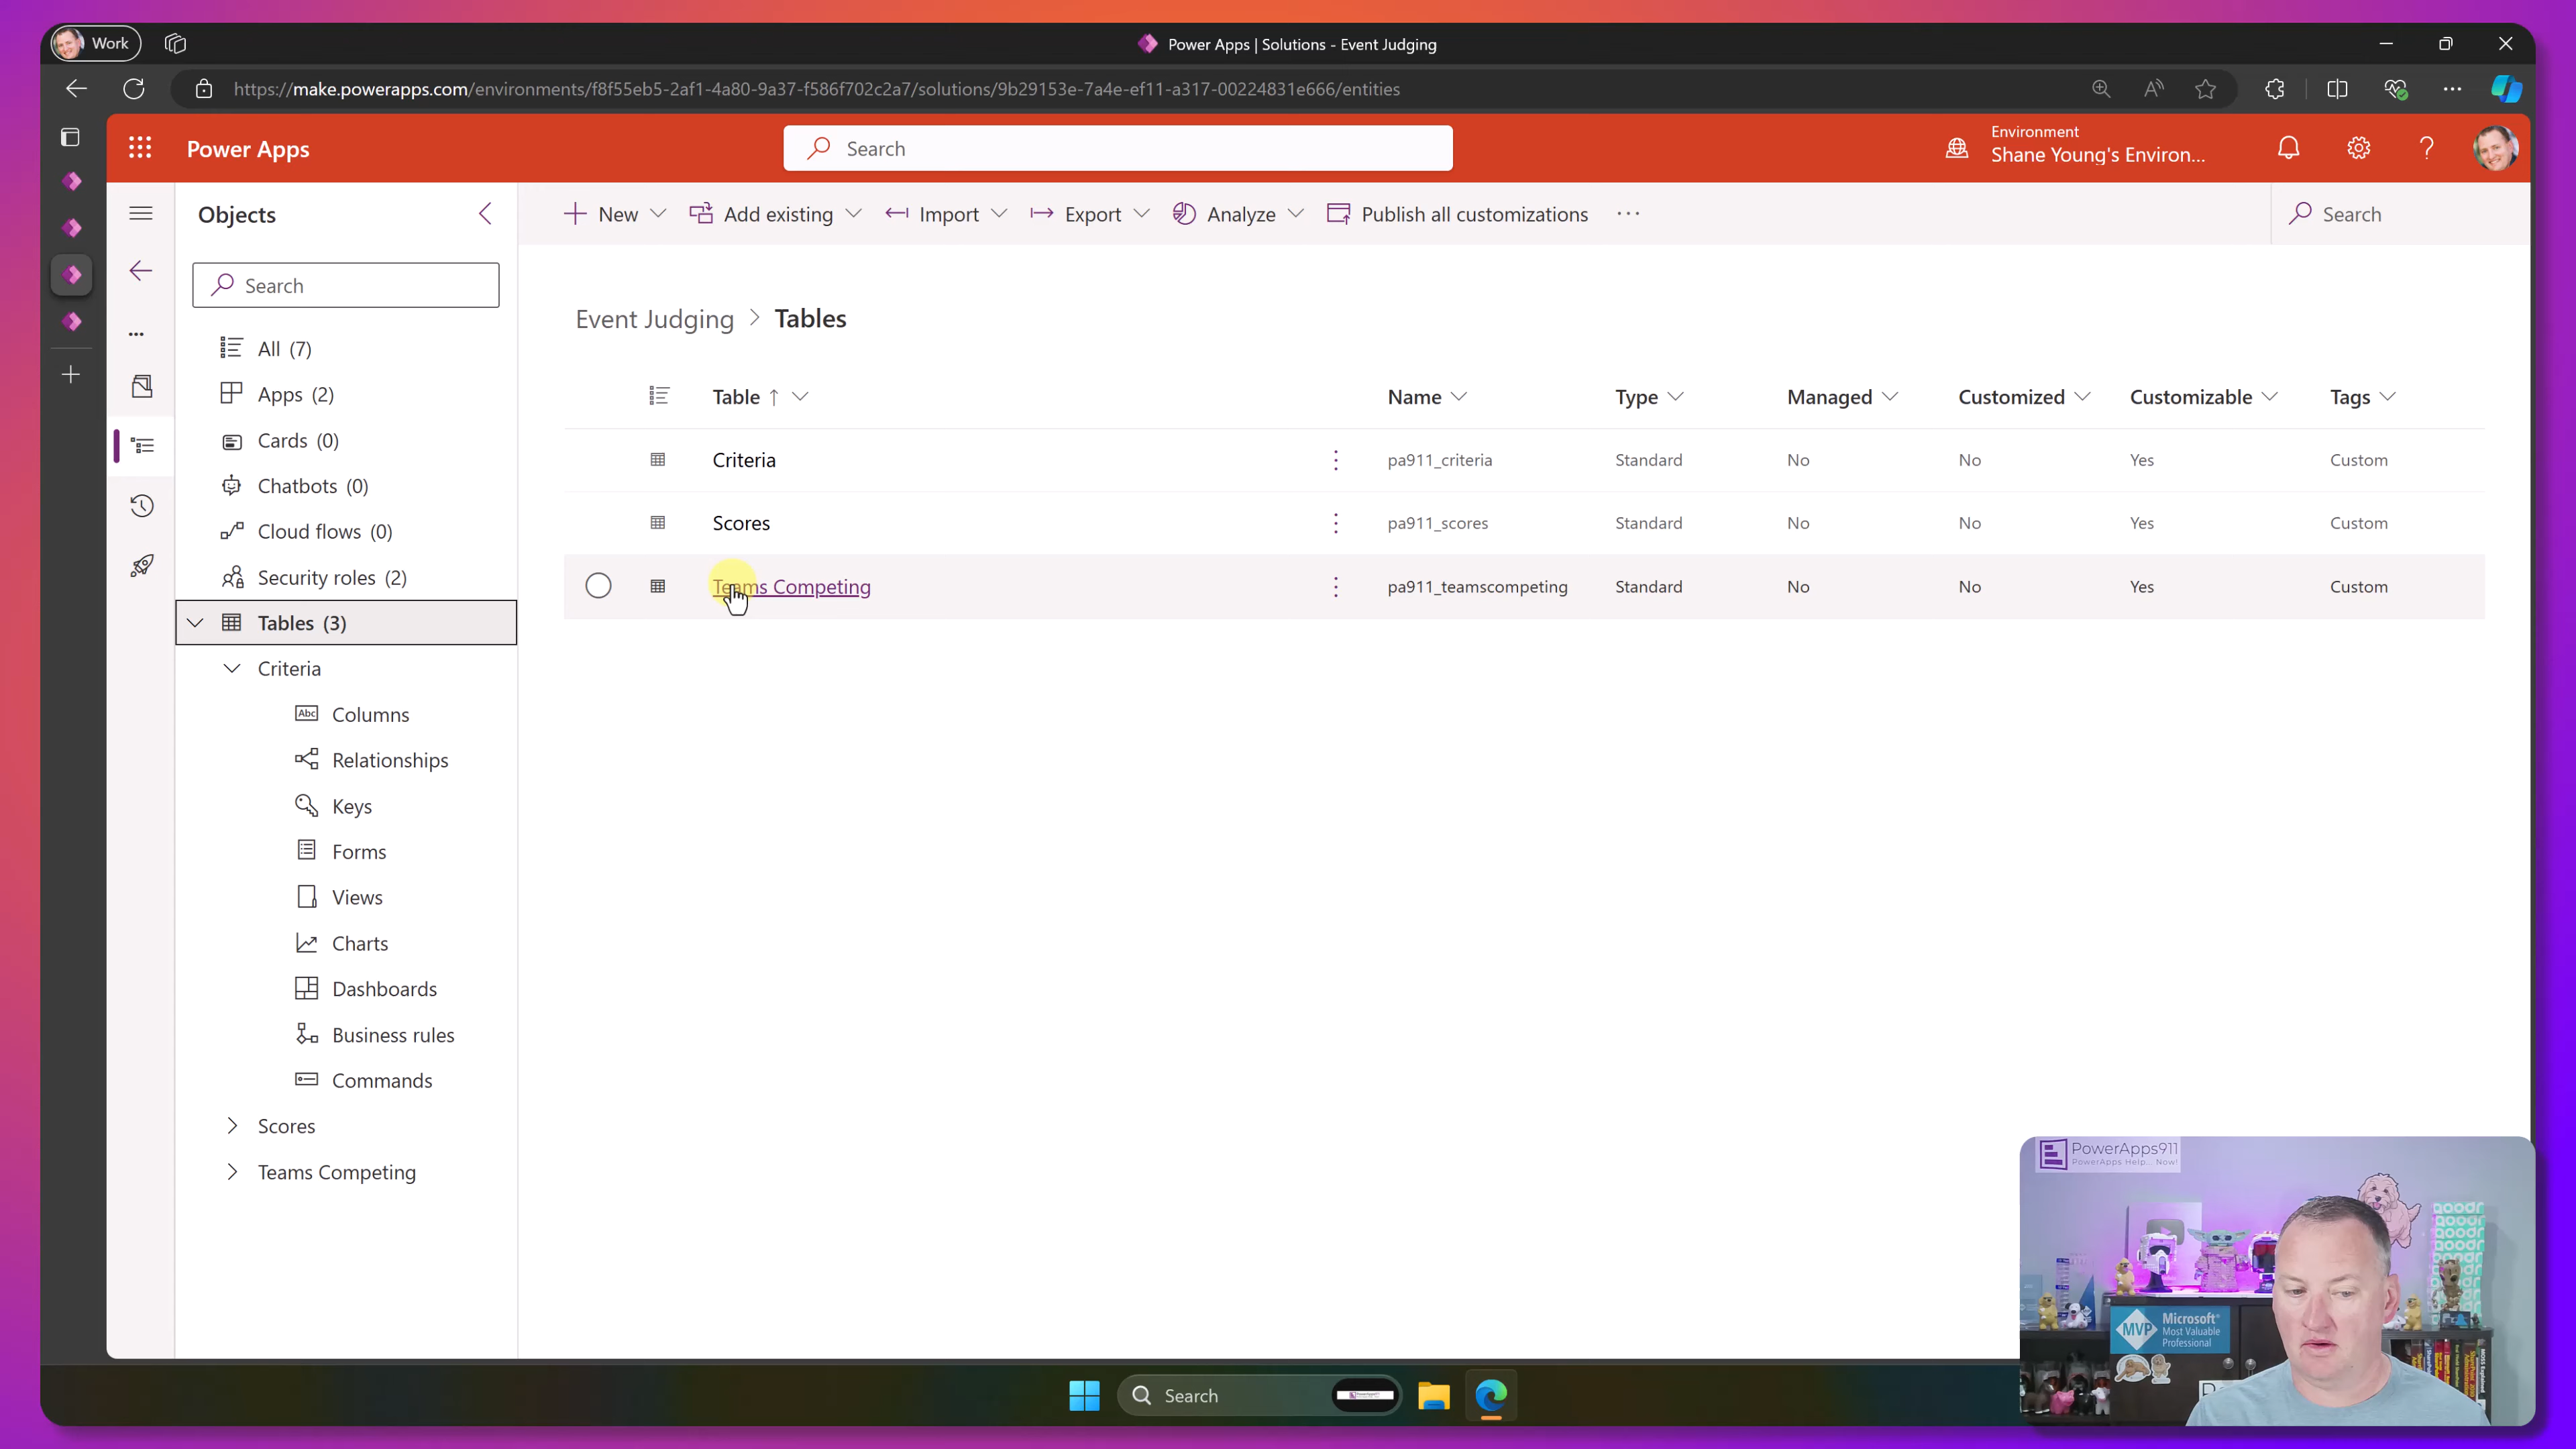 Work
Power Apps | Solutions - Event Judging
https://make.powerapps.com/environments/f8f55eb5-2af1-4a80-9a37-f586f702c2a7/solutions/9b29153e-7a4e-ef11-a317-00224831e666/entities
Power Apps
Search
Environment
Shane Young's Environ...
Objects
New
Add existing
Import
Export
Analyze
Publish all customizations
Search
Search
All (7)
Apps (2)
Cards (0)
Chatbots (0)
Cloud flows (0)
Security roles (2)
Tables (3)
Criteria
Abc Columns
Relationships
Keys
Forms
Views
Charts
Dashboards
Business rules
Commands
Scores
Teams Competing
Event Judging > Tables
Table Name Type Managed Customized Customizable Tags
Criteria pa911_criteria Standard No No Yes Custom
Scores pa911_scores Standard No No Yes Custom
Teams Competing pa911_teamscompeting Standard No No Yes Custom
PowerApps911
PowerApps Help... Now!
MVP
Microsoft®
Most Valuable
Professional
Search